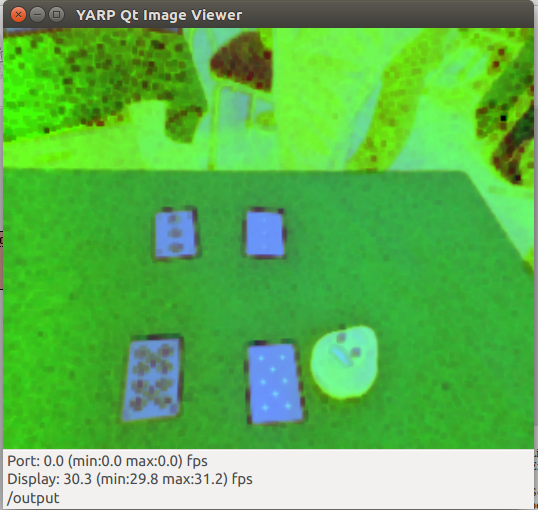 YARP Qt Image Viewer
Port: 0.0 (min:0.0 max:0.0) fps
Display: 30.3 (min:29.8 max:31.2) fps
/output